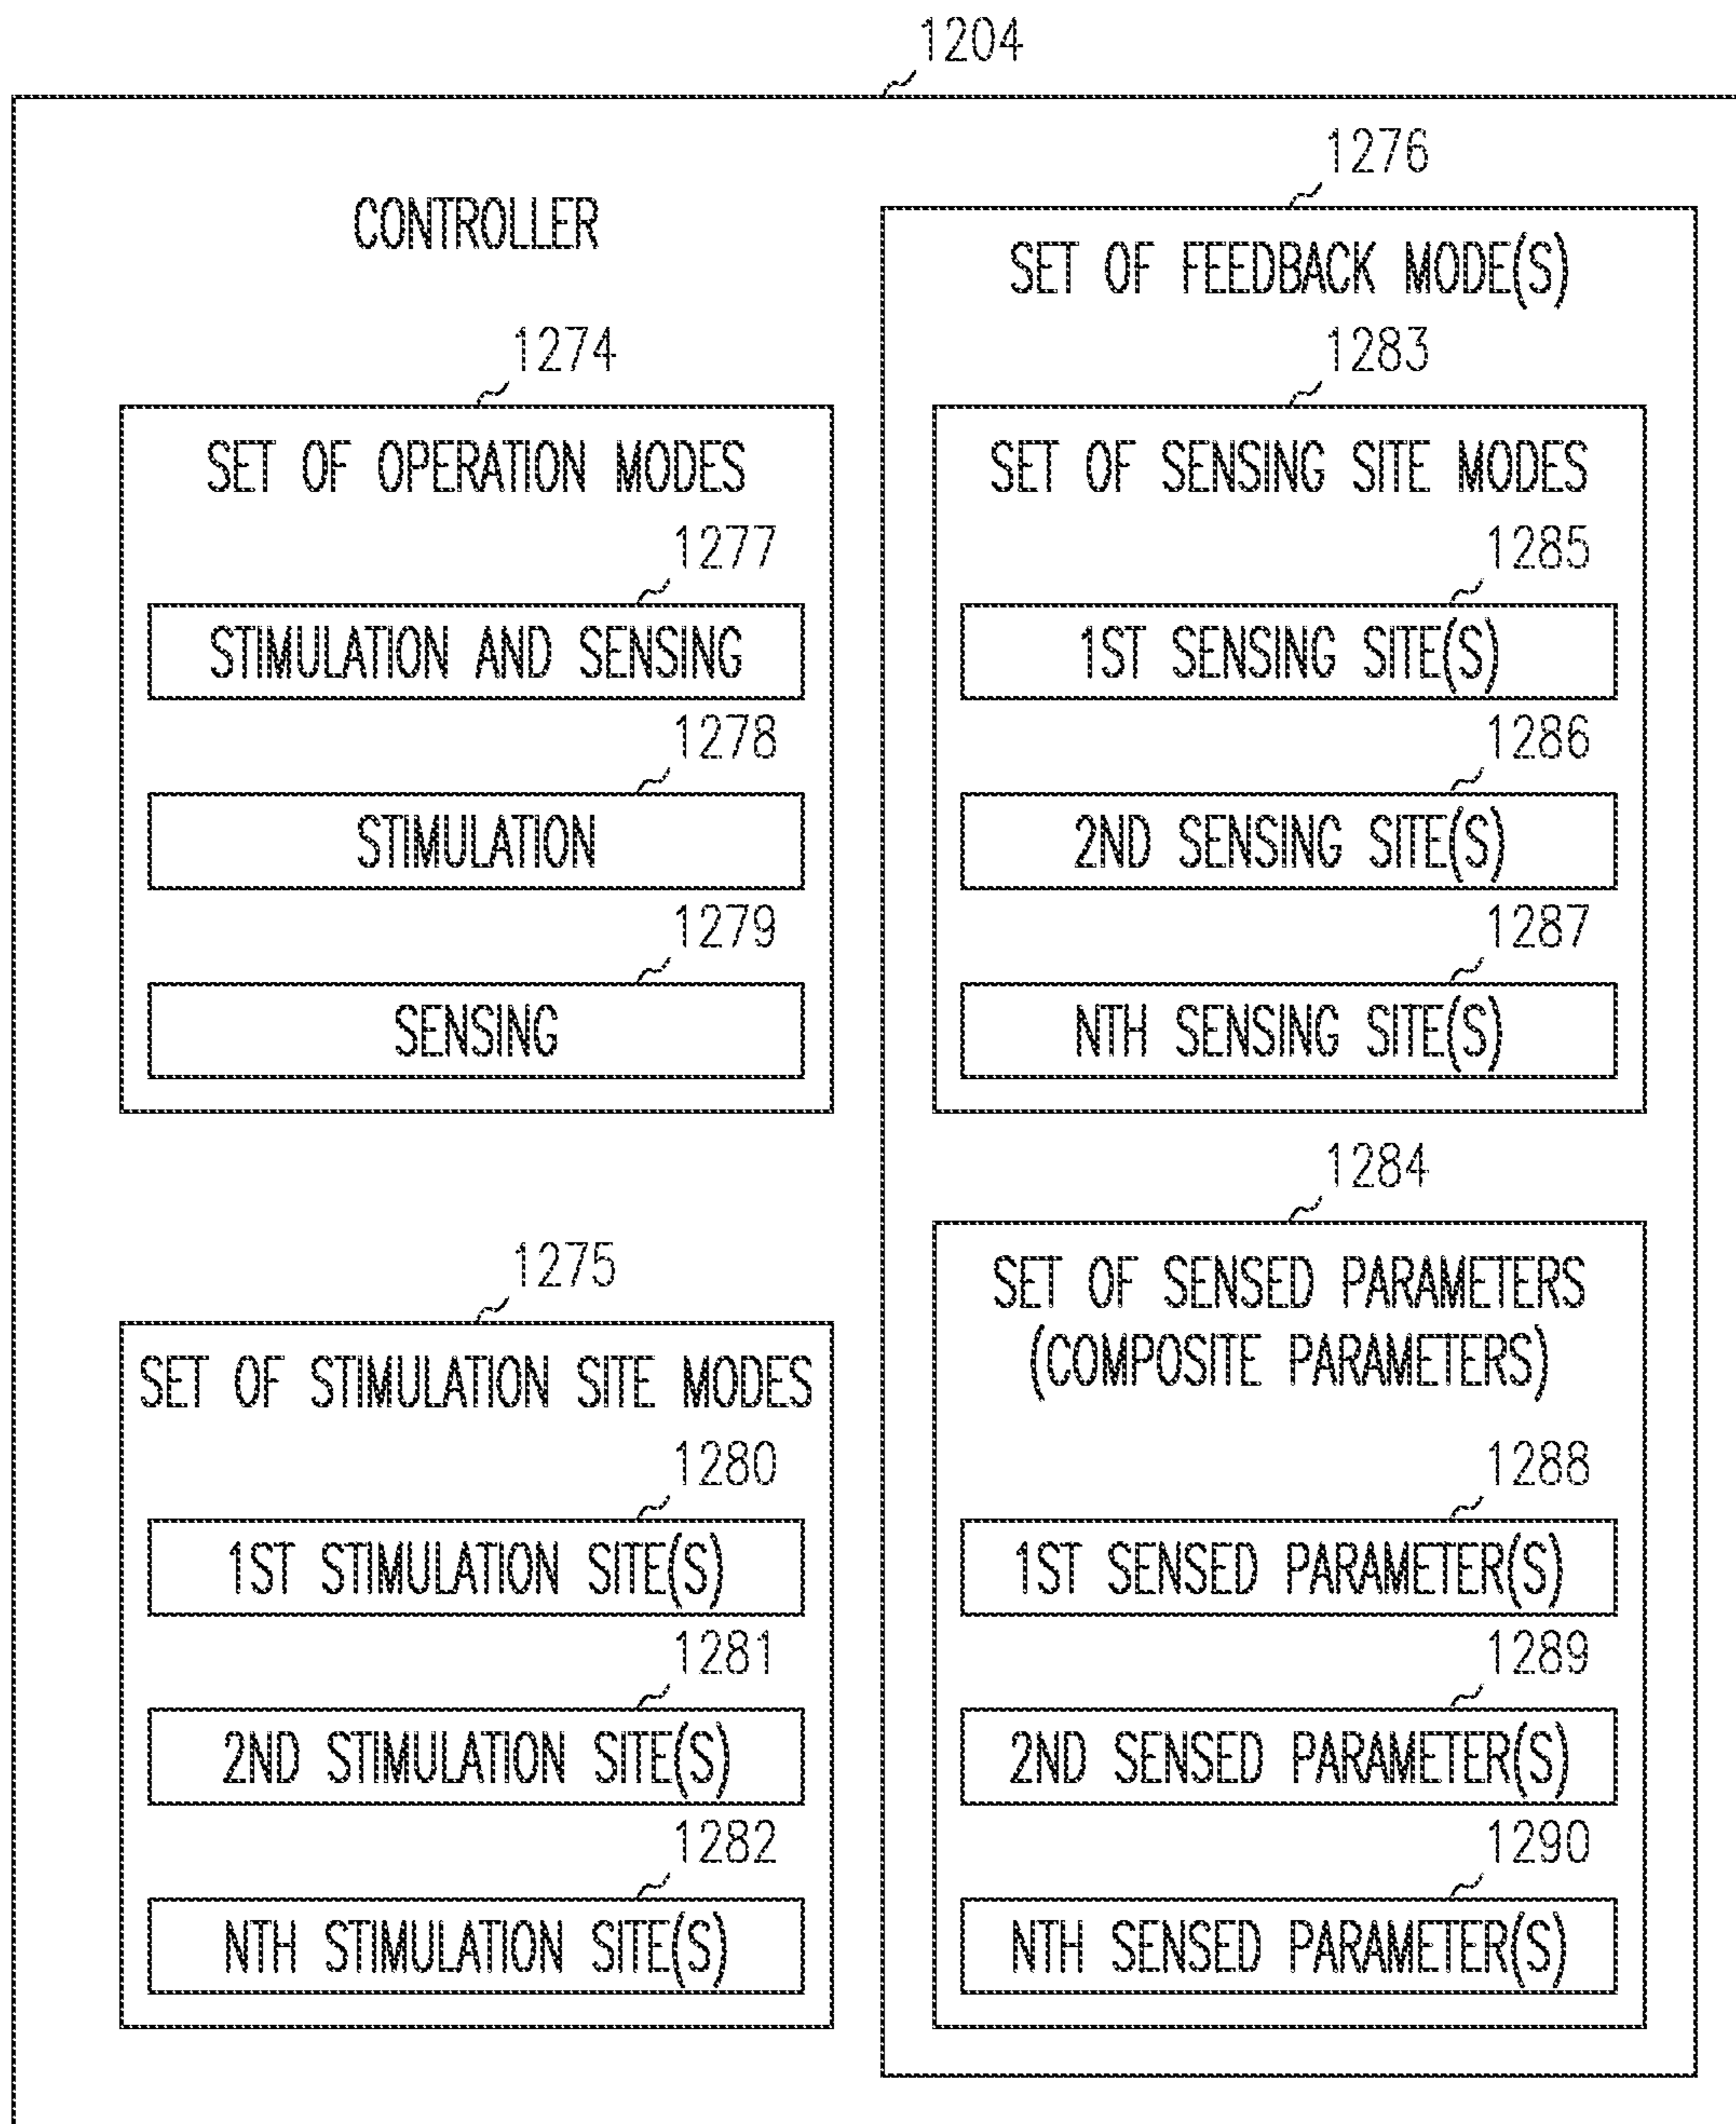 1204
CONTROLLER
1274
SET OF OPERATION MODES
1277
STIMULATION AND SENSING
1278
STIMULATION
1279
SENSING
1275
SET OF STIMULATION SITE MODES
1280
1ST STIMULATION SITE(S)
1281
2ND STIMULATION SITE(S)
1282
NTH STIMULATION SITE(S)
1276
SET OF FEEDBACK MODE(S)
1283
SET OF SENSING SITE MODES
1285
1ST SENSING SITE(S)
1286
2ND SENSING SITE(S)
1287
NTH SENSING SITE(S)
1284
SET OF SENSED PARAMETERS
(COMPOSITE PARAMETERS)
1288
1ST SENSED PARAMETER(S)
1289
2ND SENSED PARAMETER(S)
1290
NTH SENSED PARAMETER(S)